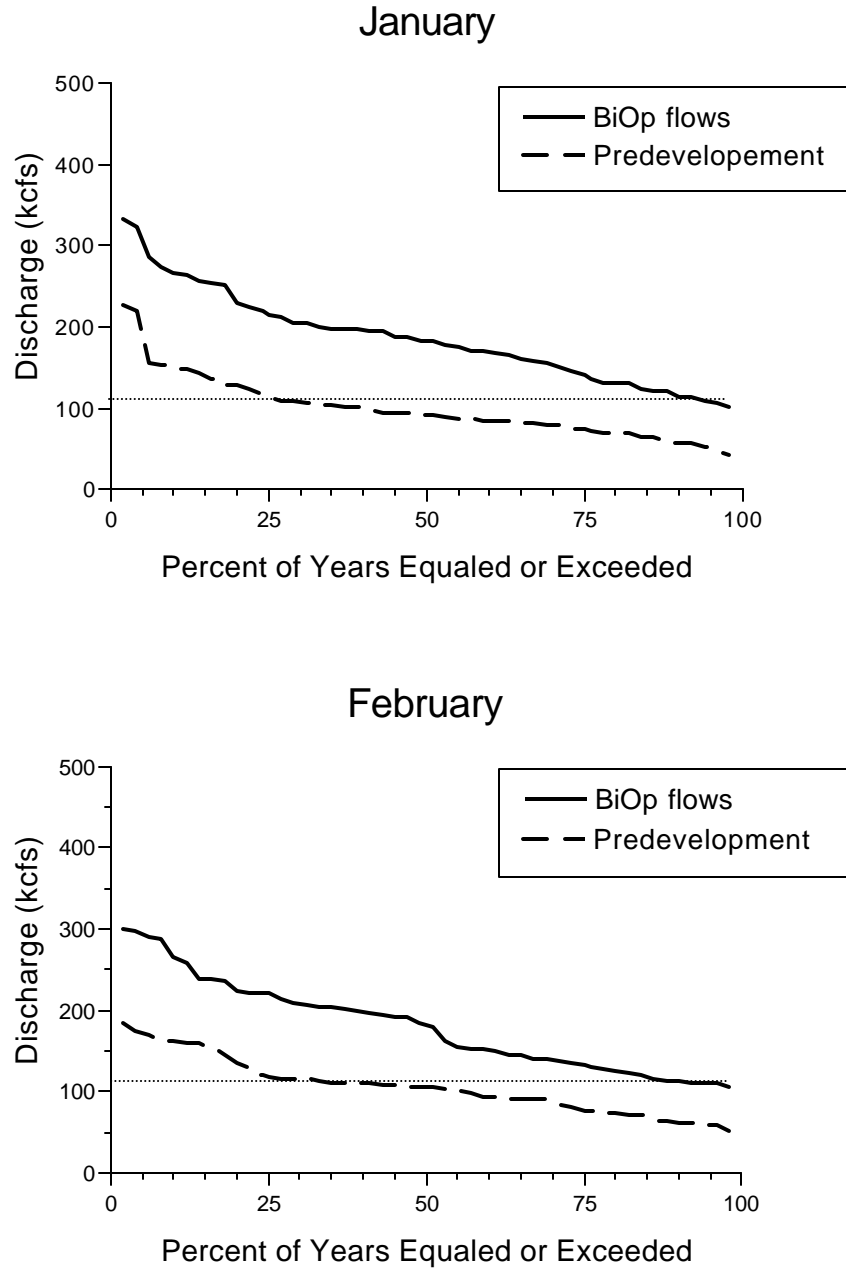 January
500
400
300
200
100
0
Discharge (kcfs)
BiOp flows
Predevelopement
0 25 50 75 100
Percent of Years Equaled or Exceeded
February
500
400
300
200
100
0
Discharge (kcfs)
BiOp flows
Predevelopment
0 25 50 75 100
Percent of Years Equaled or Exceeded